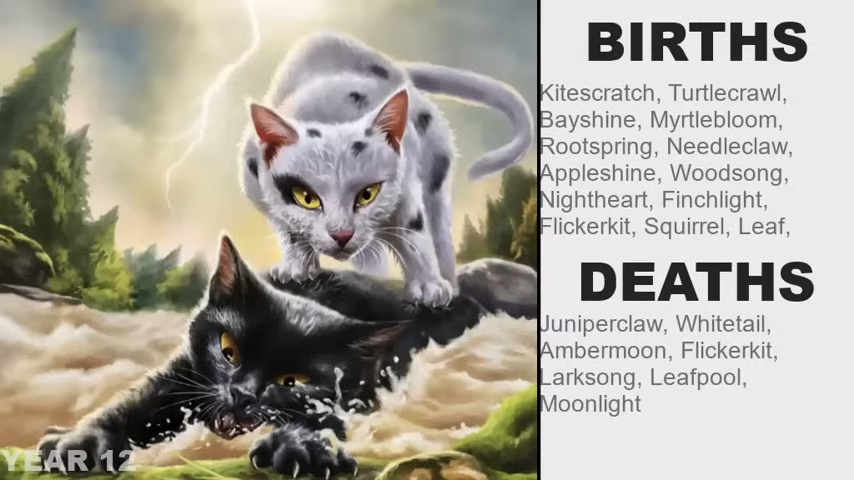 BIRTHS
Kitescratch, Turtlecrawl,
Bayshine, Myrtlebloom,
Rootspring, Needleclaw,
Appleshine, Woodsong,
Nightheart, Finchlight,
Flickerkit, Squirrel, Leaf,
DEATHS
Juniperclaw, Whitetail,
Ambermoon, Flickerkit,
Larksong, Leafpool,
Moonlight
YEAR 12